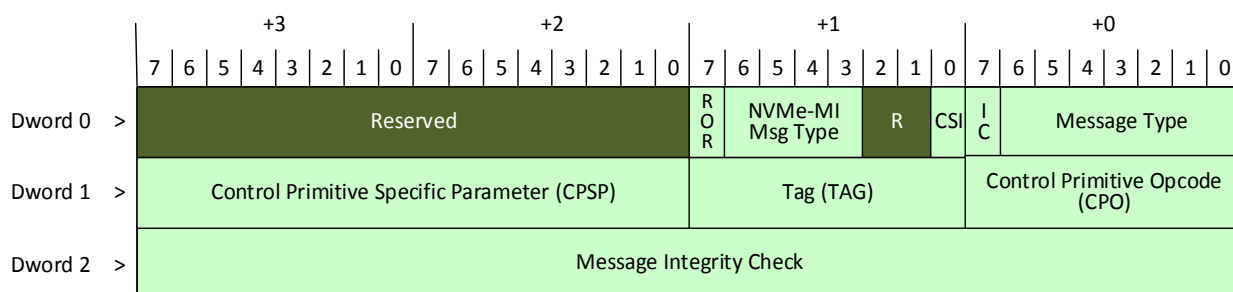 +3 +2 +1 +0
7 6 5 4 3 2 1 0 7 6 5 4 3 2 1 0 7 6 5 4 3 2 1 0 7 6 5 4 3 2 1 0
Dword 0 > Reserved ROR NVMe-MI Msg Type R CSI IC Message Type
Dword 1 > Control Primitive Specific Parameter (CPSP) Tag (TAG) Control Primitive Opcode (CPO)
Dword 2 > Message Integrity Check